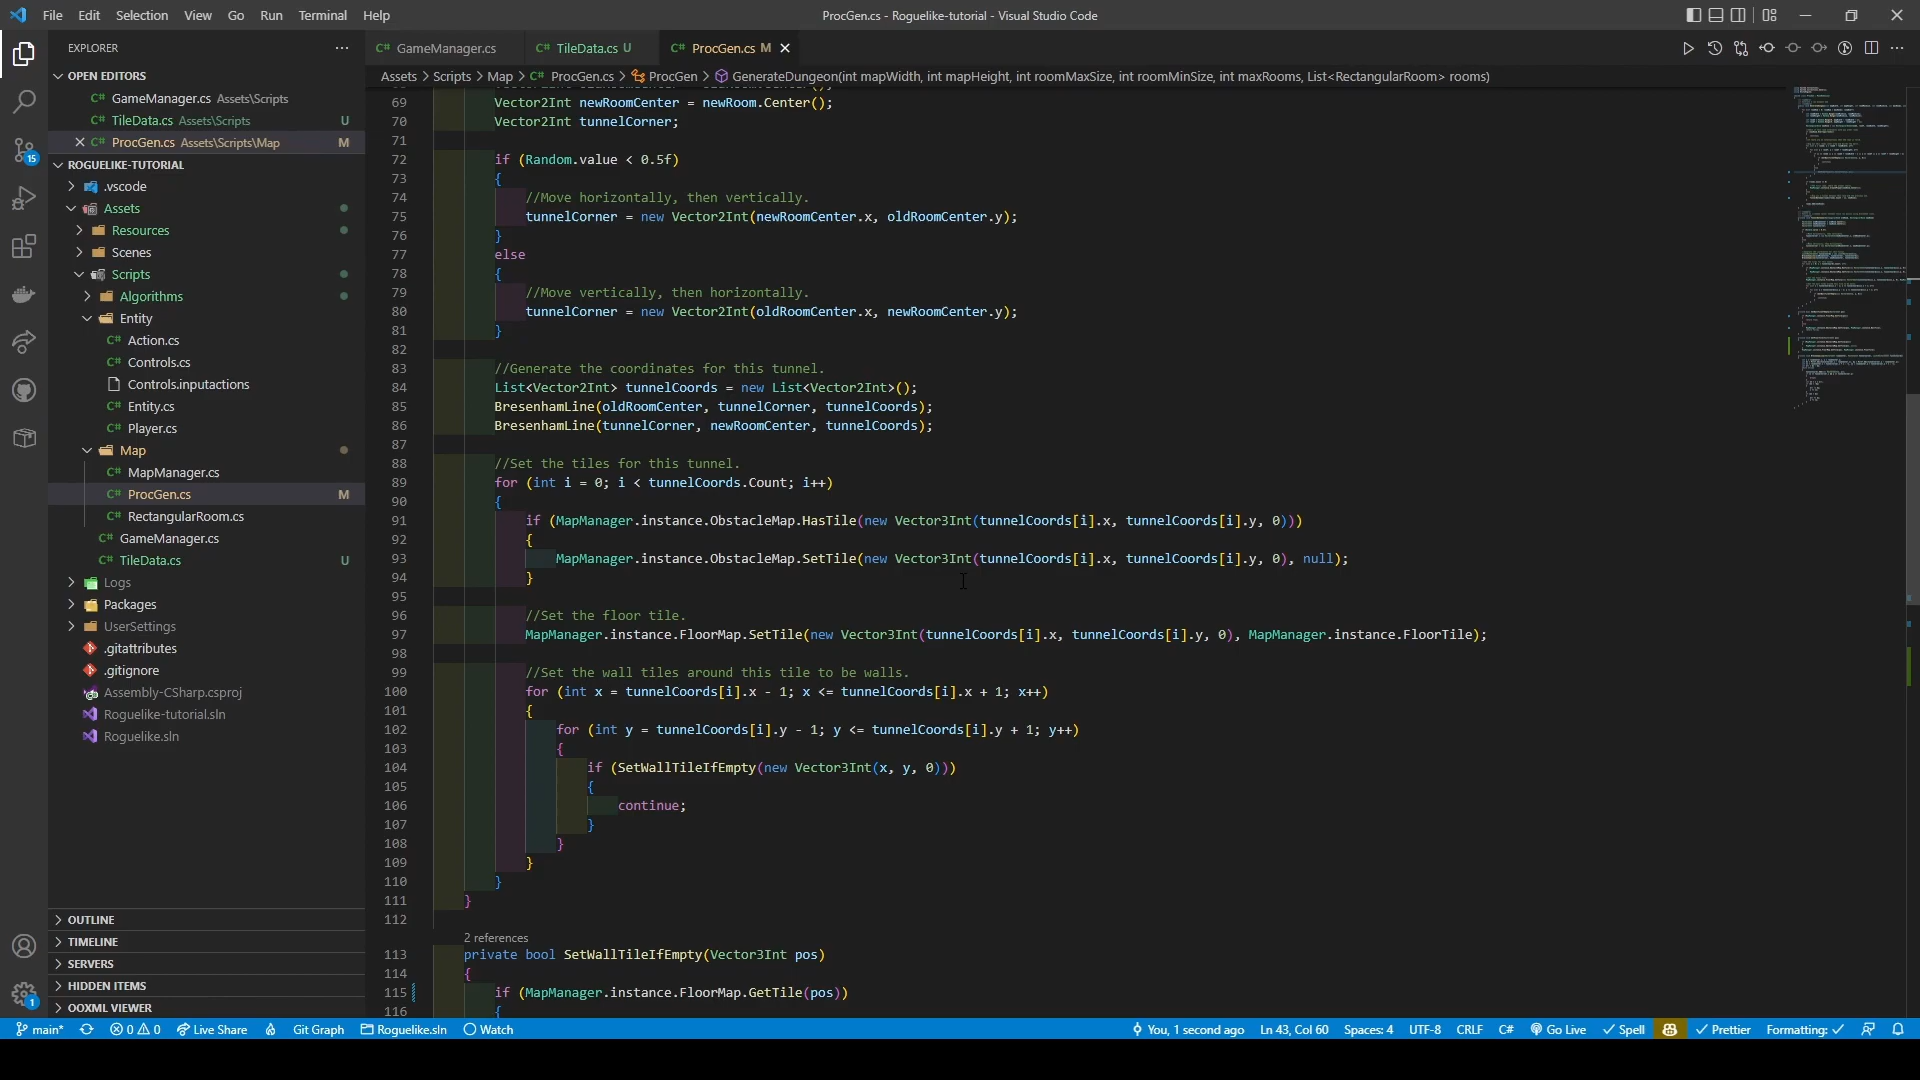 File Edit Selection View Go Run Terminal Help
ProcGen.cs - Roguelike-tutorial - Visual Studio Code
EXPLORER
OPEN EDITORS
C# GameManager.cs Assets\Scripts
C# TileData.cs Assets\Scripts U
C# ProcGen.cs Assets\Scripts\Map M
ROGUELIKE-TUTORIAL
.vscode
Assets
Resources
Scenes
Scripts
Algorithms
Entity
C# Action.cs
C# Controls.cs
Controls.inputactions
C# Entity.cs
C# Player.cs
Map
C# MapManager.cs
C# ProcGen.cs M
C# RectangularRoom.cs
C# GameManager.cs
C# TileData.cs U
Logs
Packages
UserSettings
.gitattributes
.gitignore
Assembly-CSharp.csproj
Roguelike-tutorial.sln
Roguelike.sln
OUTLINE
TIMELINE
SERVERS
HIDDEN ITEMS
OOXML VIEWER
15
1
C# GameManager.cs C# TileData.cs U C# ProcGen.cs M
Assets > Scripts > Map > C# ProcGen.cs > ProcGen > GenerateDungeon(int mapWidth, int mapHeight, int roomMaxSize, int roomMinSize, int maxRooms, List<RectangularRoom> rooms)
69 Vector2Int newRoomCenter = newRoom.Center();
70 Vector2Int tunnelCorner;
71
72 if (Random.value < 0.5f)
73 {
74 //Move horizontally, then vertically.
75 tunnelCorner = new Vector2Int(newRoomCenter.x, oldRoomCenter.y);
76 }
77 else
78 {
79 //Move vertically, then horizontally.
80 tunnelCorner = new Vector2Int(oldRoomCenter.x, newRoomCenter.y);
81 }
82
83 //Generate the coordinates for this tunnel.
84 List<Vector2Int> tunnelCoords = new List<Vector2Int>();
85 BresenhamLine(oldRoomCenter, tunnelCorner, tunnelCoords);
86 BresenhamLine(tunnelCorner, newRoomCenter, tunnelCoords);
87
88 //Set the tiles for this tunnel.
89 for (int i = 0; i < tunnelCoords.Count; i++)
90 {
91 if (MapManager.instance.ObstacleMap.HasTile(new Vector3Int(tunnelCoords[i].x, tunnelCoords[i].y, 0)))
92 {
93 MapManager.instance.ObstacleMap.SetTile(new Vector3Int(tunnelCoords[i].x, tunnelCoords[i].y, 0), null);
94 }
95
96 //Set the floor tile.
97 MapManager.instance.FloorMap.SetTile(new Vector3Int(tunnelCoords[i].x, tunnelCoords[i].y, 0), MapManager.instance.FloorTile);
98
99 //Set the wall tiles around this tile to be walls.
100 for (int x = tunnelCoords[i].x - 1; x <= tunnelCoords[i].x + 1; x++)
101 {
102 for (int y = tunnelCoords[i].y - 1; y <= tunnelCoords[i].y + 1; y++)
103 {
104 if (SetWallTileIfEmpty(new Vector3Int(x, y, 0)))
105 {
106 continue;
107 }
108 }
109 }
110 }
111 }
112
2 references
113 private bool SetWallTileIfEmpty(Vector3Int pos)
114 {
115 if (MapManager.instance.FloorMap.GetTile(pos))
116 {
main* 0 0 Live Share Git Graph Roguelike.sln Watch
You, 1 second ago Ln 43, Col 60 Spaces: 4 UTF-8 CRLF C# Go Live Spell Prettier Formatting: